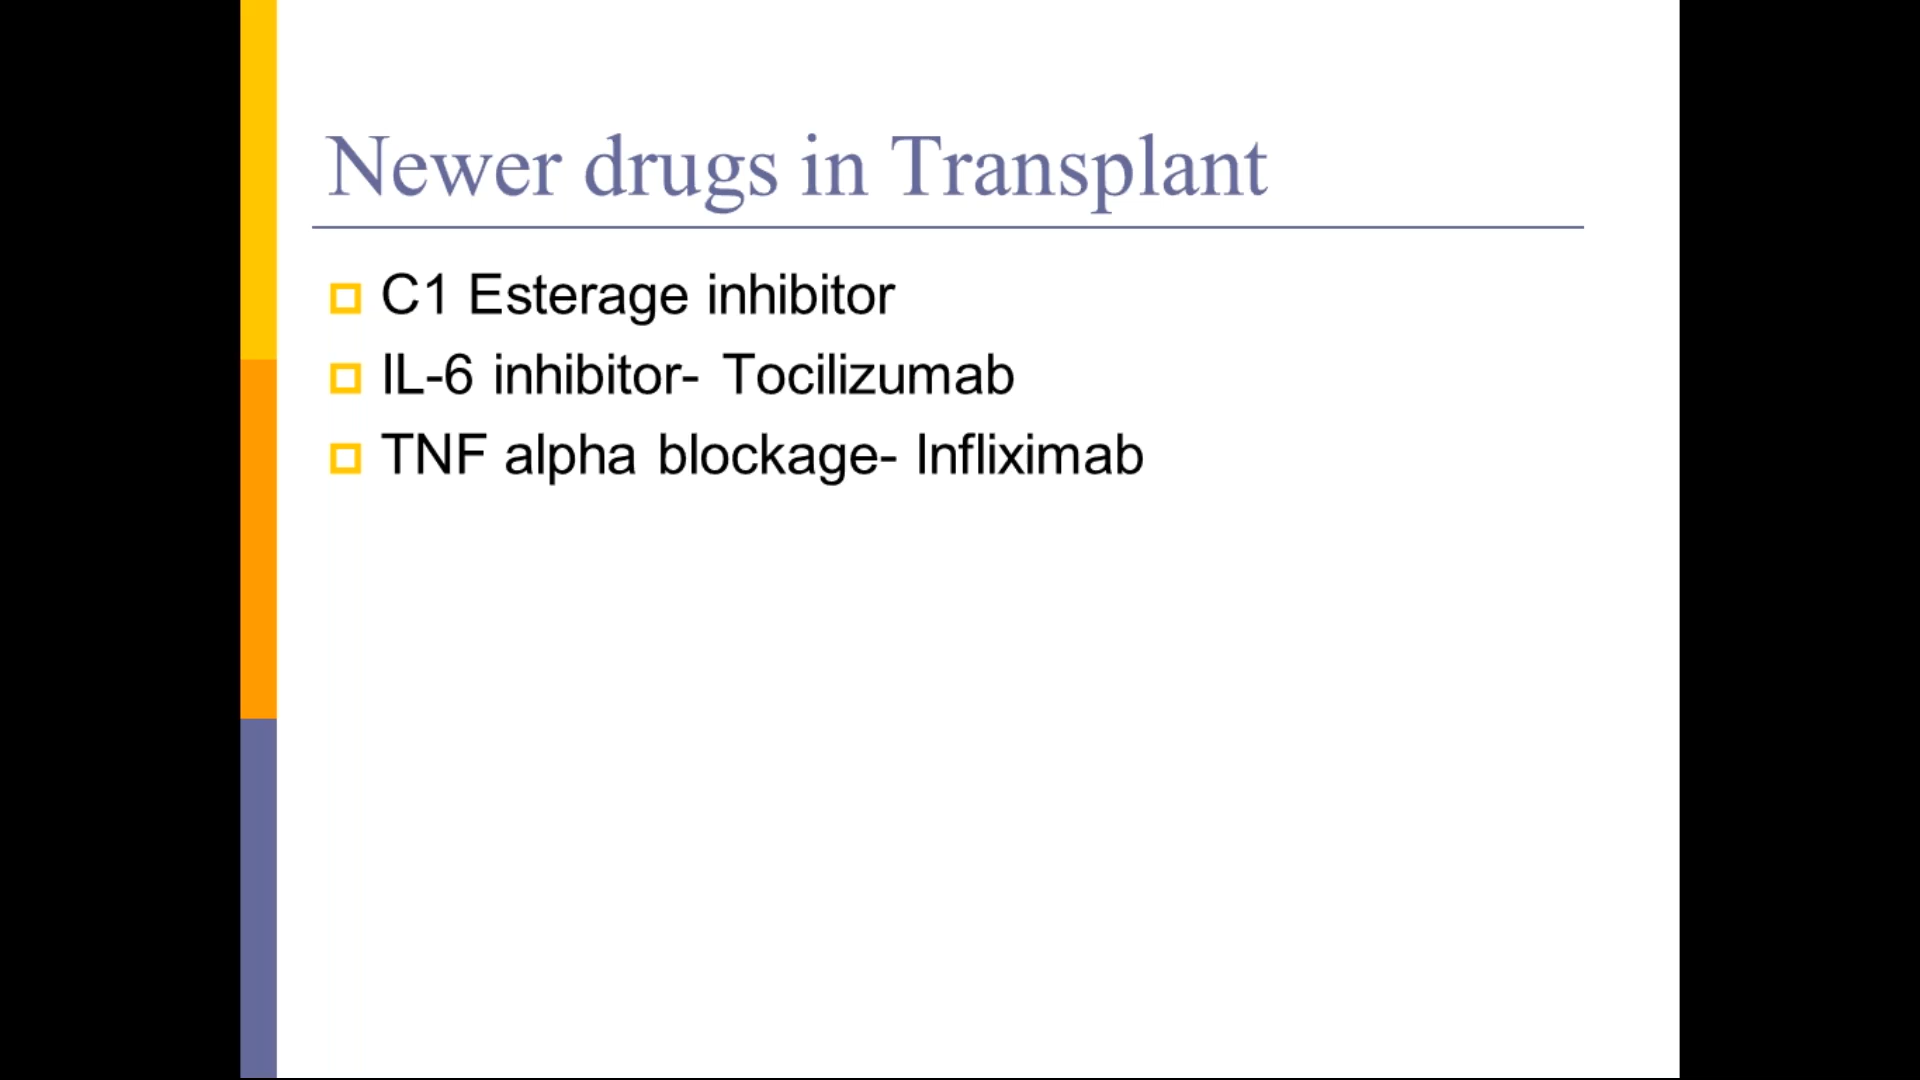 Newer drugs in Transplant
C1 Esterage inhibitor
IL-6 inhibitor- Tocilizumab
TNF alpha blockage- Infliximab